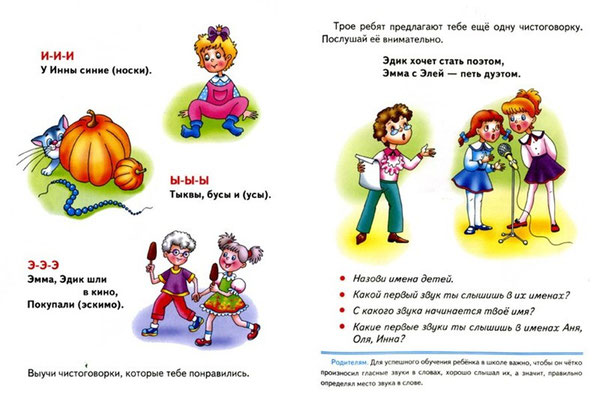 И-И-И
У Инны синие (носки).
Ы-Ы-Ы
Тыквы, бусы и (усы).
Э-Э-Э
Эмма, Эдик шли
в кино,
Покупали (эскимо).
Выучи чистоговорки, которые тебе понравились.
Трое ребят предлагают тебе ещё одну чистоговорку.
Послушай её внимательно.
Эдик хочет стать поэтом,
Эмма с Элей — петь дуэтом.
• Назови имена детей.
• Какой первый звук ты слышишь в их именах?
• С какого звука начинается твоё имя?
• Какие первые звуки ты слышишь в именах Аня,
Оля, Инна?
Родителям. Для успешного обучения ребёнка в школе важно, чтобы он чётко
произносил гласные звуки в словах, хорошо слышал их, а значит, правильно
определял место звука в слове.